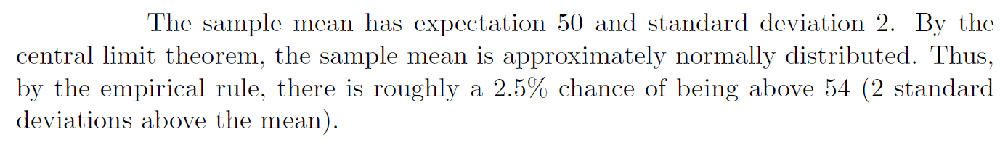 The sample mean has expectation 50 and standard deviation 2. By the
central limit theorem, the sample mean is approximately normally distributed. Thus,
by the empirical rule, there is roughly a 2.5% chance of being above 54 (2 standard
deviations above the mean).